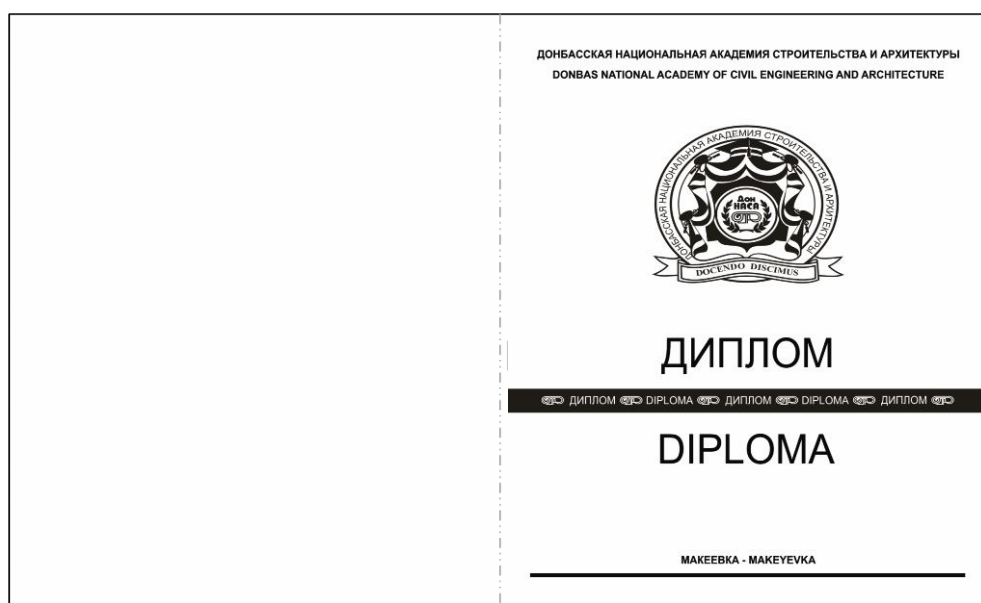 ДОНБАССКАЯ НАЦИОНАЛЬНАЯ АКАДЕМИЯ СТРОИТЕЛЬСТВА И АРХИТЕКТУРЫ
DONBAS NATIONAL ACADEMY OF CIVIL ENGINEERING AND ARCHITECTURE
ДОНБАССКАЯ НАЦИОНАЛЬНАЯ АКАДЕМИЯ СТРОИТЕЛЬСТВА И АРХИТЕКТУРЫ
Дон
НАСА
DOCENDO DISCIMUS
ДИПЛОМ
ДИПЛОМ DIPLOMA ДИПЛОМ DIPLOMA ДИПЛОМ
DIPLOMA
МАКЕЕВКА - MAKEYEVKA